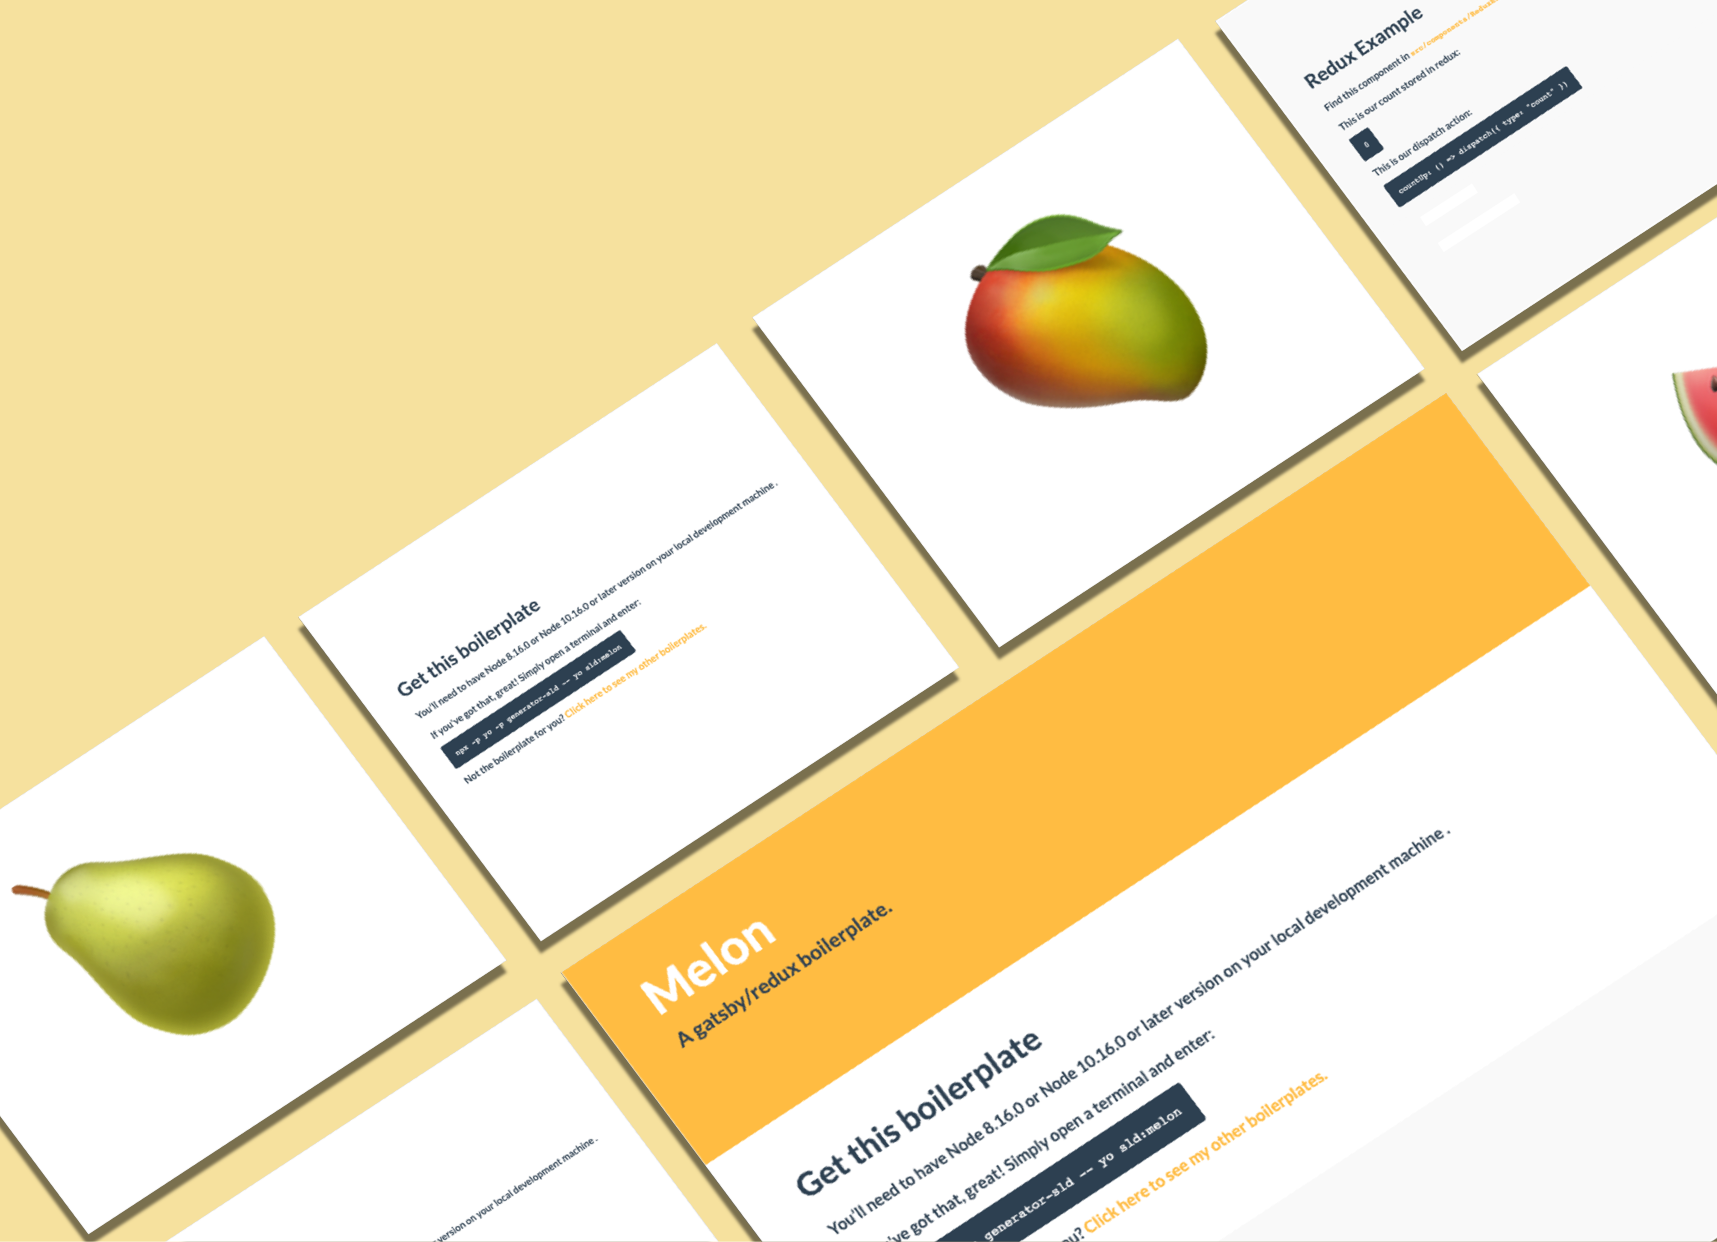 Redux Example
Find this component in src/components/Redux
This is our count stored in redux:
0
This is our dispatch action:
countUp: () => dispatch({ type: "count" })
Get this boilerplate
You'll need to have Node 8.16.0 or Node 10.16.0 or later version on your local development machine.
If you've got that, great! Simply open a terminal and enter:
npx -p yo -p generator-sld -- yo sld:melon
Not the boilerplate for you? Click here to see my other boilerplates.
Melon
A gatsby/redux boilerplate.
Get this boilerplate
You'll need to have Node 8.16.0 or Node 10.16.0 or later version on your local development machine.
've got that, great! Simply open a terminal and enter:
generator-sld -- yo sld:melon
u? Click here to see my other boilerplates.
version on your local development machine.